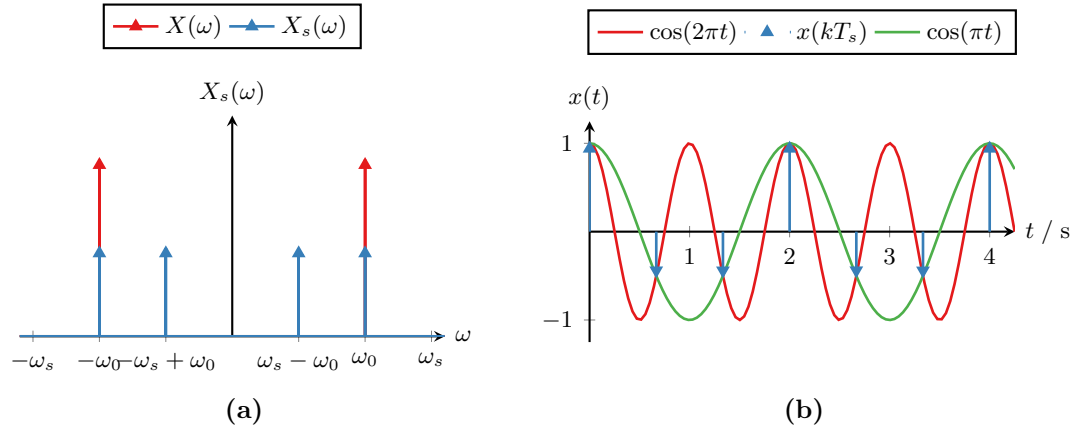 X(ω) X_s(ω)
X_s(ω)
ω
−ω_s −ω_0 −ω_s + ω_0 ω_s − ω_0 ω_0 ω_s
(a)
cos(2πt) x(kT_s) cos(πt)
x(t)
1
t / s
1 2 3 4
−1
(b)